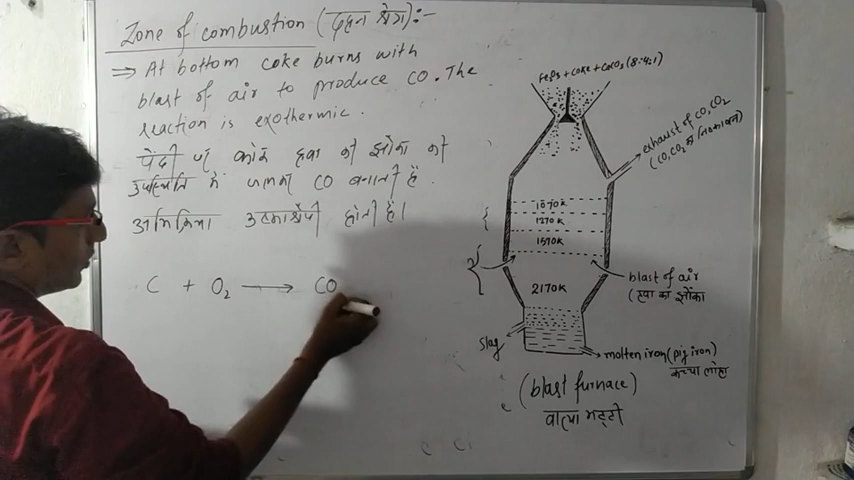 Zone of combustion (दहन क्षेत्र):-
⇒ At bottom coke burns with
blast of air to produce CO. The
reaction is exothermic.
पेंदी पर कोक हवा की झोंका की
उपस्थिति में जलकर CO बनाती है.
अभिक्रिया उष्माक्षेपी होती है।
C + O₂ ⟶ CO
+ coke + CaCO₃ (8:4:1)
exhaust of CO, CO₂
(CO, CO₂ का
1070K
1270K
1570K
2170K
blast of air
(हवा का झोंका
slag
molten iron (pig iron)
कच्चा लोहा
(blast furnace)
वात्या भट्टी